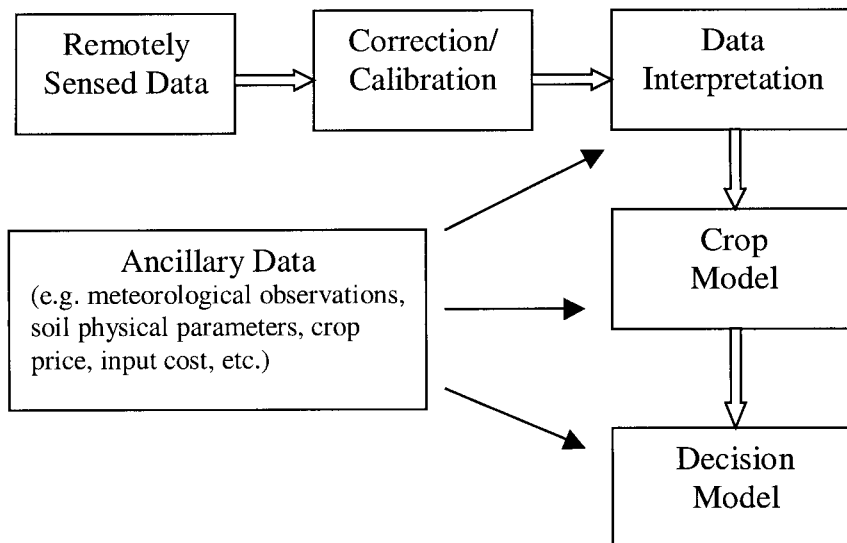 Remotely
Sensed Data
Correction/
Calibration
Data
Interpretation
Ancillary Data
(e.g. meteorological observations,
soil physical parameters, crop
price, input cost, etc.)
Crop
Model
Decision
Model